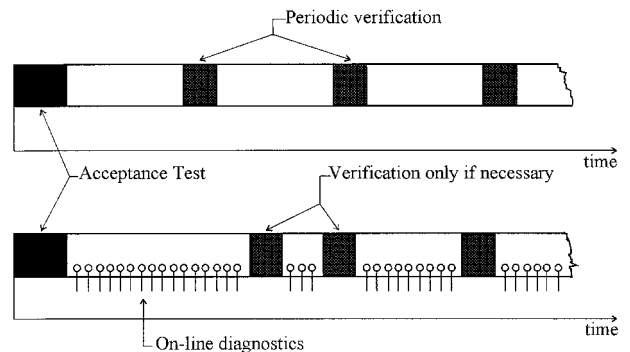 Periodic verification
time
Acceptance Test
Verification only if necessary
time
On-line diagnostics